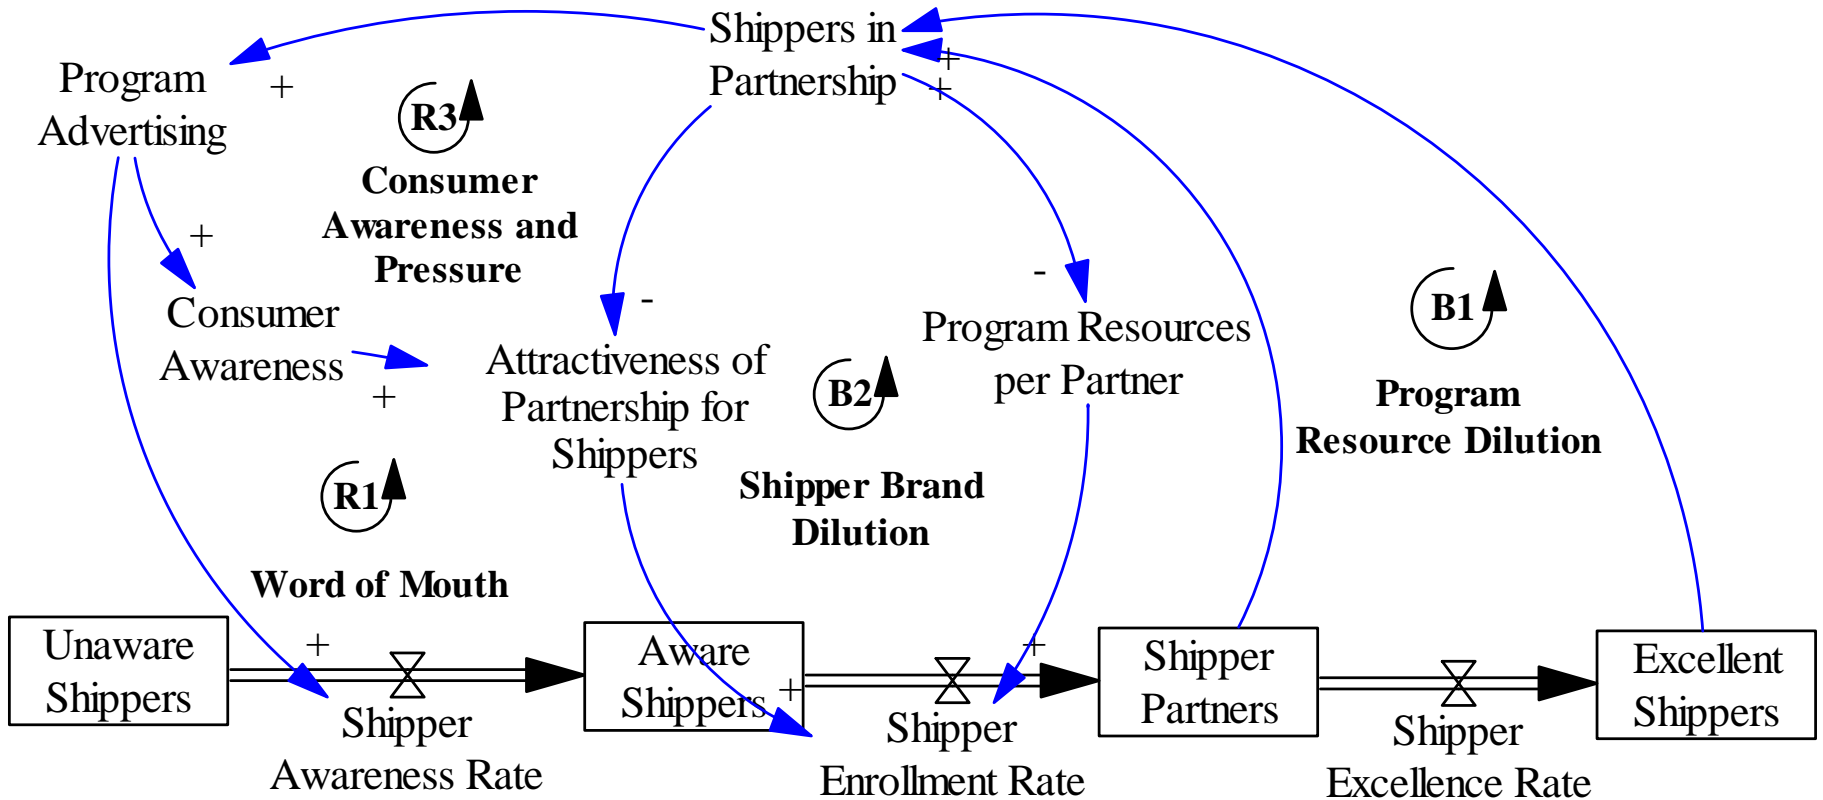 Shippers in
Partnership
Program
Advertising
+
+
+
R3
Consumer
Awareness and
Pressure
+
-
-
Consumer
Awareness
+
Attractiveness of
Partnership for
Shippers
Program Resources
per Partner
B1
Program
Resource Dilution
B2
Shipper Brand
Dilution
R1
Word of Mouth
Unaware
Shippers
+
Shipper
Awareness Rate
Aware
Shippers
+
+
Shipper
Enrollment Rate
Shipper
Partners
Shipper
Excellence Rate
Excellent
Shippers